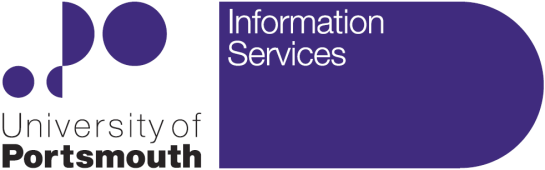 University of
Portsmouth
Information
Services